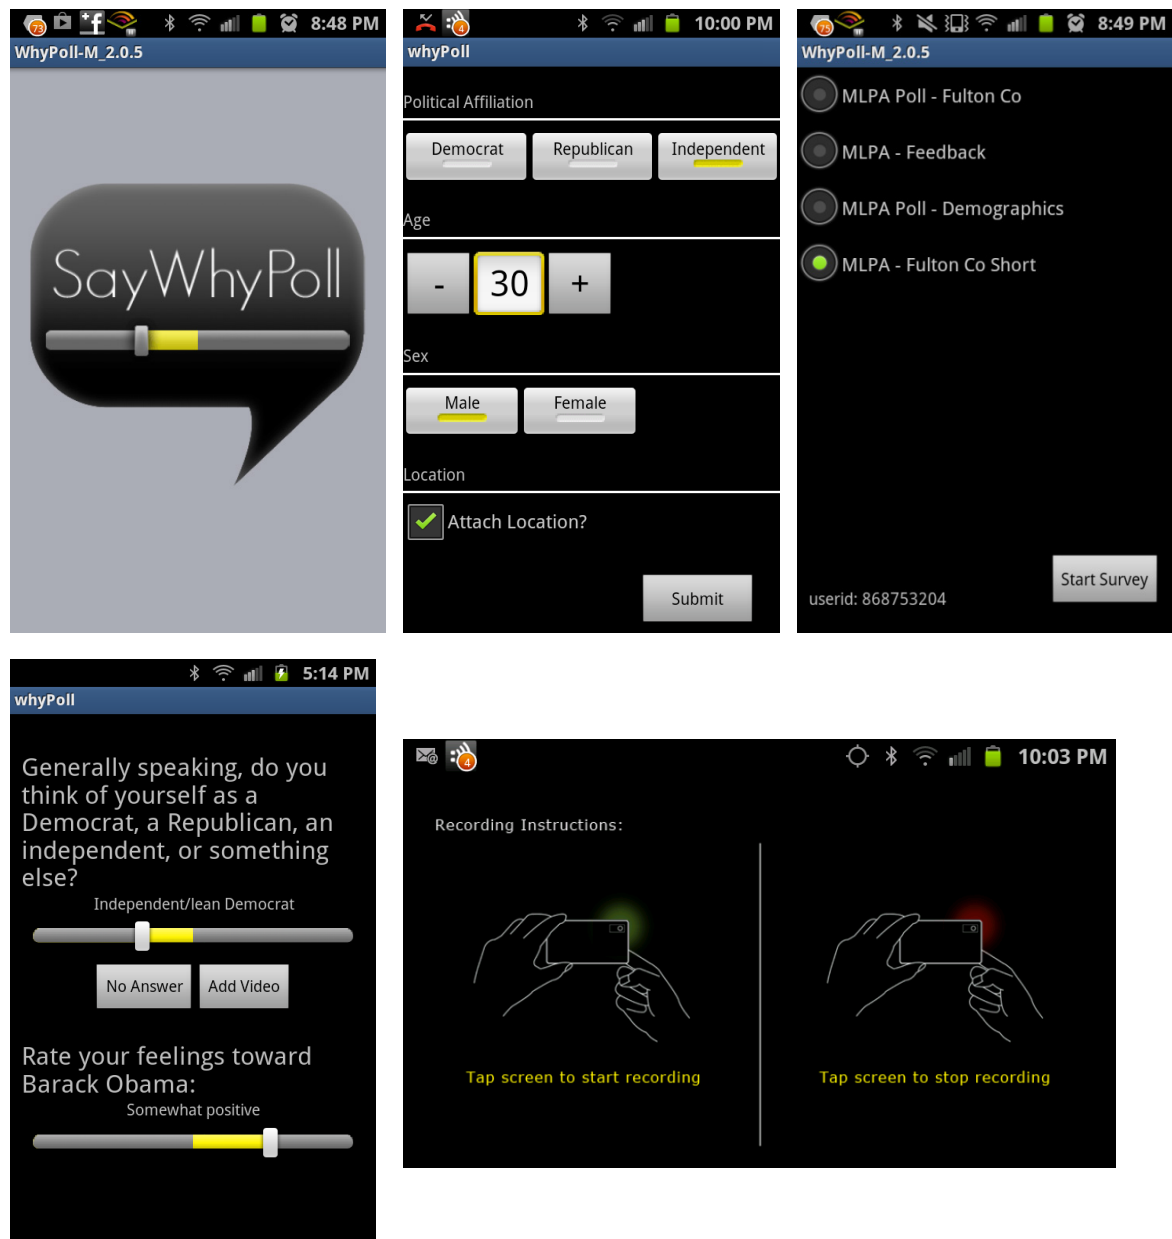 73
8:48 PM
WhyPoll-M_2.0.5
SayWhyPoll
4
10:00 PM
whyPoll
Political Affiliation
Democrat Republican Independent
Age
- 30 +
Sex
Male Female
Location
Attach Location?
Submit
75
8:49 PM
WhyPoll-M_2.0.5
MLPA Poll - Fulton Co
MLPA - Feedback
MLPA Poll - Demographics
MLPA - Fulton Co Short
Start Survey
userid: 868753204
5:14 PM
whyPoll
Generally speaking, do you
think of yourself as a
Democrat, a Republican, an
independent, or something
else?
Independent/lean Democrat
No Answer Add Video
Rate your feelings toward
Barack Obama:
Somewhat positive
4
10:03 PM
Recording Instructions:
Tap screen to start recording
Tap screen to stop recording